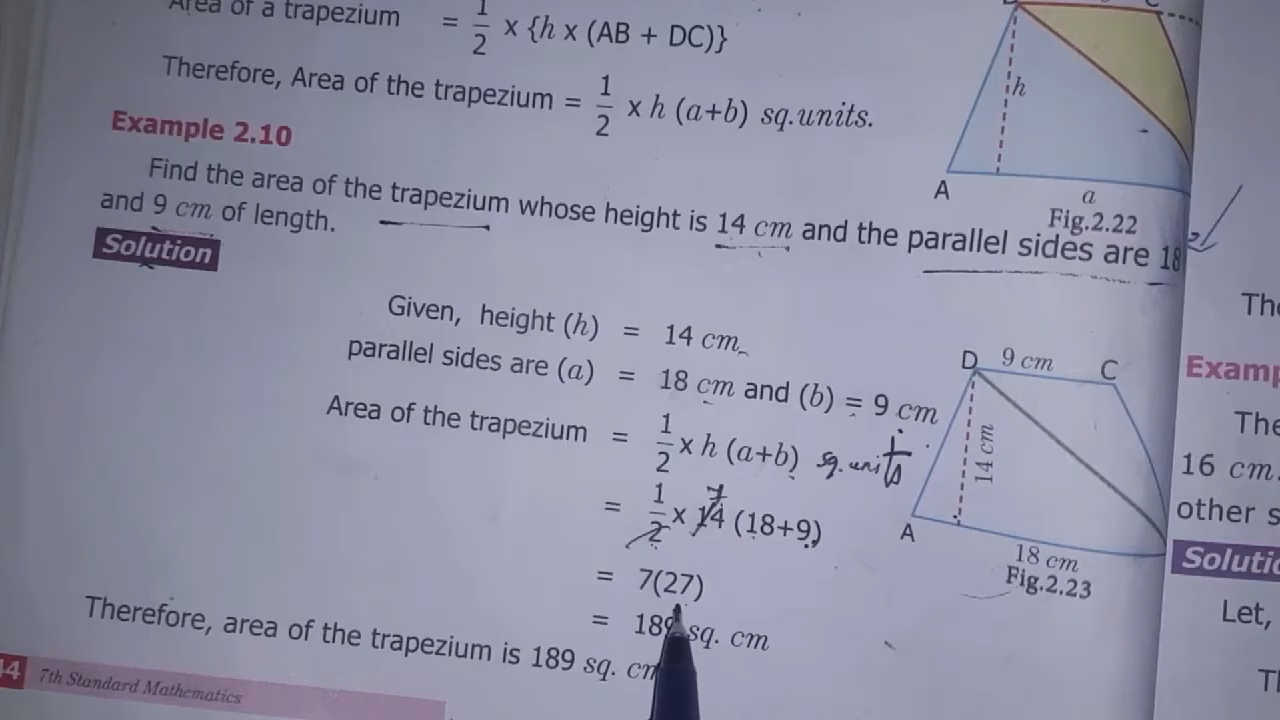 Area of a trapezium = 1/2 x {h x (AB + DC)}
Therefore, Area of the trapezium = 1/2 x h (a+b) sq.units.
h
A
a
Fig.2.22
Example 2.10
Find the area of the trapezium whose height is 14 cm and the parallel sides are 18
and 9 cm of length.
Solution
Given, height (h) = 14 cm
parallel sides are (a) = 18 cm and (b) = 9 cm
Area of the trapezium = 1/2 x h (a+b) sq. units
= 1/2 x 14 (18+9)
7
= 7(27)
= 189 sq. cm
Therefore, area of the trapezium is 189 sq. cm
D 9 cm C
14 cm
A
18 cm
Fig.2.23
44 7th Standard Mathematics
The
16 cm.
other s
Let,